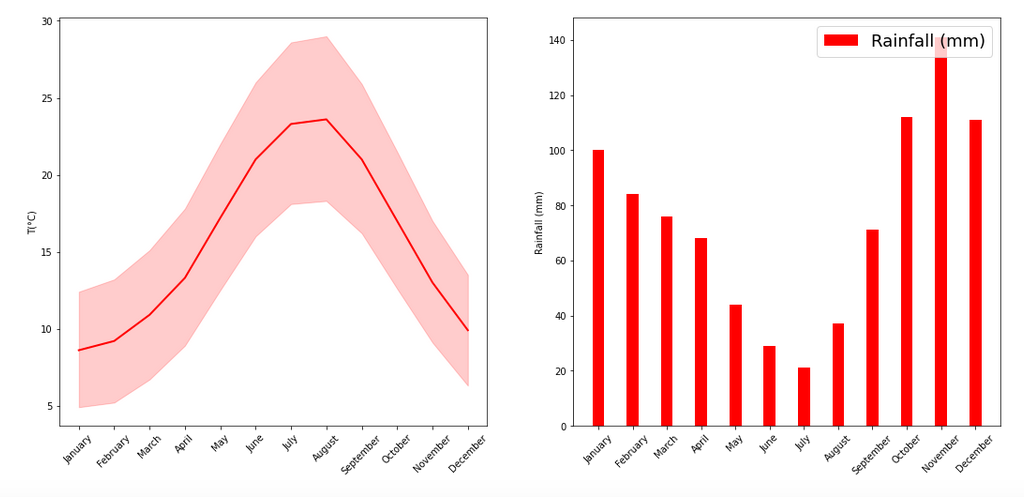 30
25
20
15
10
5
T(°C)
January
February
March
April
May
June
July
August
September
October
November
December
Rainfall (mm)
140
120
100
80
60
40
20
0
Rainfall (mm)
January
February
March
April
May
June
July
August
September
October
November
December